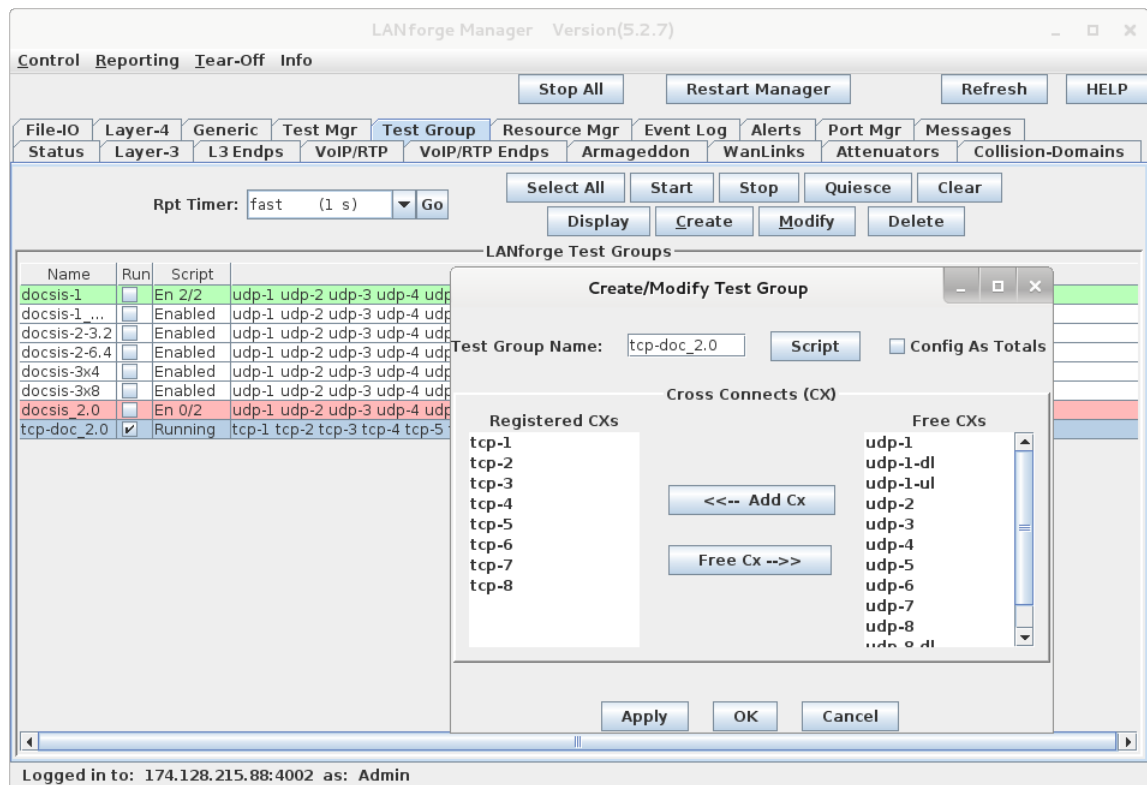 LANforge Manager Version(5.2.7)
Control Reporting Tear-Off Info
Stop All Restart Manager Refresh HELP
File-IO Layer-4 Generic Test Mgr Test Group Resource Mgr Event Log Alerts Port Mgr Messages
Status Layer-3 L3 Endps VoIP/RTP VoIP/RTP Endps Armageddon WanLinks Attenuators Collision-Domains
Select All Start Stop Quiesce Clear
Rpt Timer: fast (1 s) Go
Display Create Modify Delete
LANforge Test Groups
Name Run Script
docsis-1 En 2/2 udp-1 udp-2 udp-3 udp-4 udp
docsis-1_... Enabled udp-1 udp-2 udp-3 udp-4 udp
docsis-2-3.2 Enabled udp-1 udp-2 udp-3 udp-4 udp
docsis-2-6.4 Enabled udp-1 udp-2 udp-3 udp-4 udp
docsis-3x4 Enabled udp-1 udp-2 udp-3 udp-4 udp
docsis-3x8 Enabled udp-1 udp-2 udp-3 udp-4 udp
docsis_2.0 En 0/2 udp-1 udp-2 udp-3 udp-4 udp
tcp-doc_2.0 Running tcp-1 tcp-2 tcp-3 tcp-4 tcp-5
Create/Modify Test Group
Test Group Name: tcp-doc_2.0 Script Config As Totals
Cross Connects (CX)
Registered CXs
tcp-1
tcp-2
tcp-3
tcp-4
tcp-5
tcp-6
tcp-7
tcp-8
<<-- Add Cx
Free Cx -->>
Free CXs
udp-1
udp-1-dl
udp-1-ul
udp-2
udp-3
udp-4
udp-5
udp-6
udp-7
udp-8
udp-8-dl
Apply OK Cancel
Logged in to: 174.128.215.88:4002 as: Admin